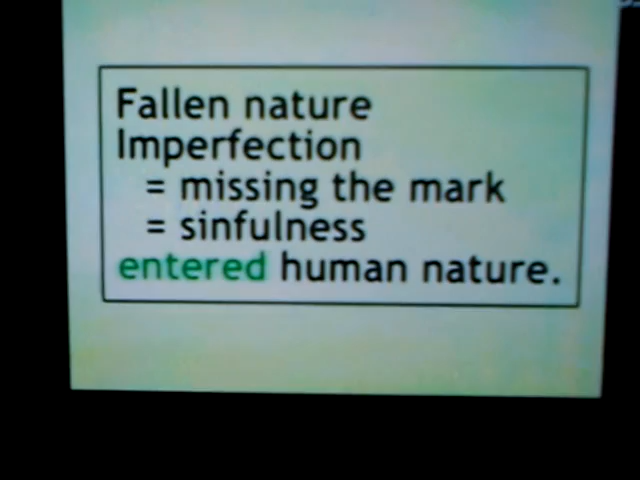 Fallen nature
Imperfection
= missing the mark
= sinfulness
entered human nature.